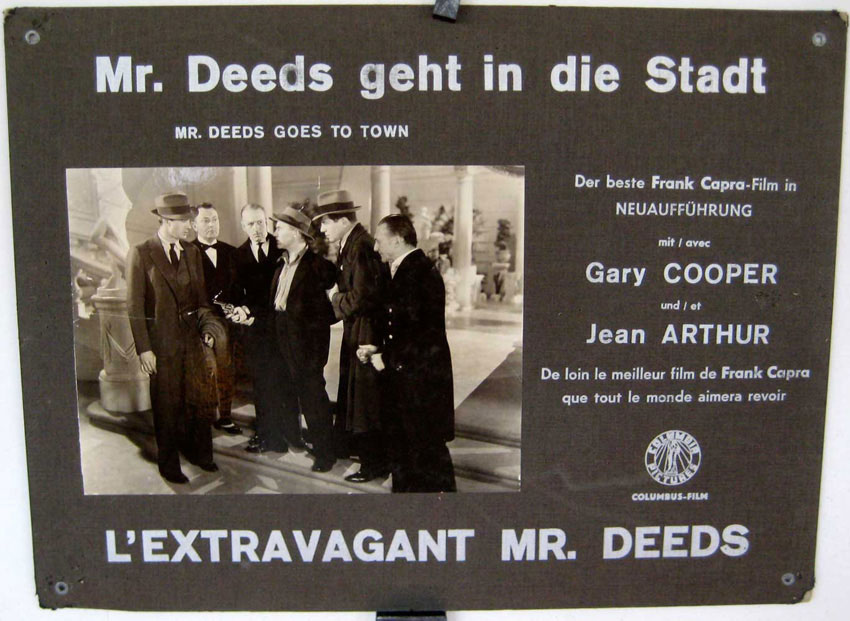 Mr. Deeds geht in die Stadt
MR. DEEDS GOES TO TOWN
Der beste Frank Capra-Film in
NEUAUFFÜHRUNG
mit / avec
Gary COOPER
und / et
Jean ARTHUR
De loin le meilleur film de Frank Capra
que tout le monde aimera revoir
COLUMBIA
PICTURES
COLUMBUS-FILM
L'EXTRAVAGANT MR. DEEDS